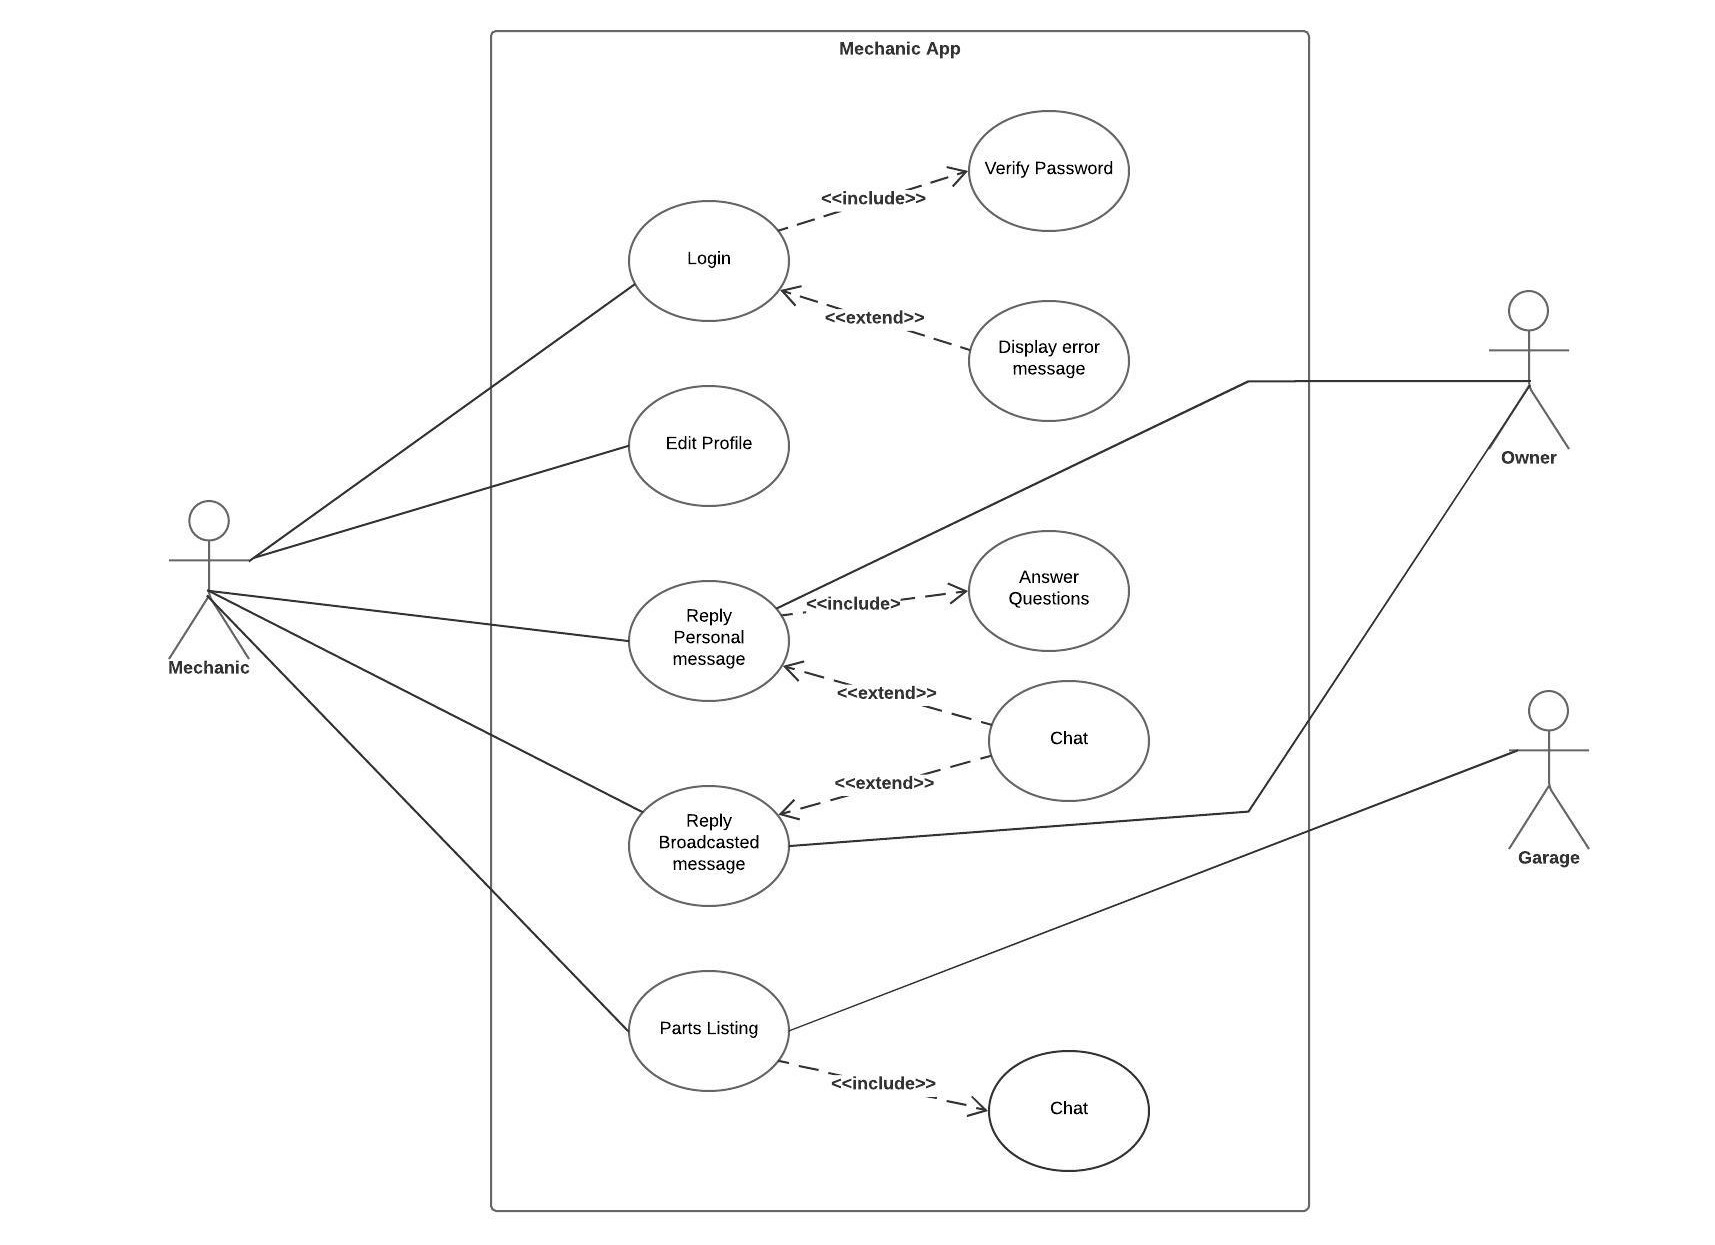 Mechanic App
Verify Password
<<include>>
Login
<<extend>>
Display error
message
Edit Profile
Owner
Answer
Questions
<<include>
Reply
Personal
message
Mechanic
<<extend>>
Chat
<<extend>>
Reply
Broadcasted
message
Garage
Parts Listing
<<include>>
Chat